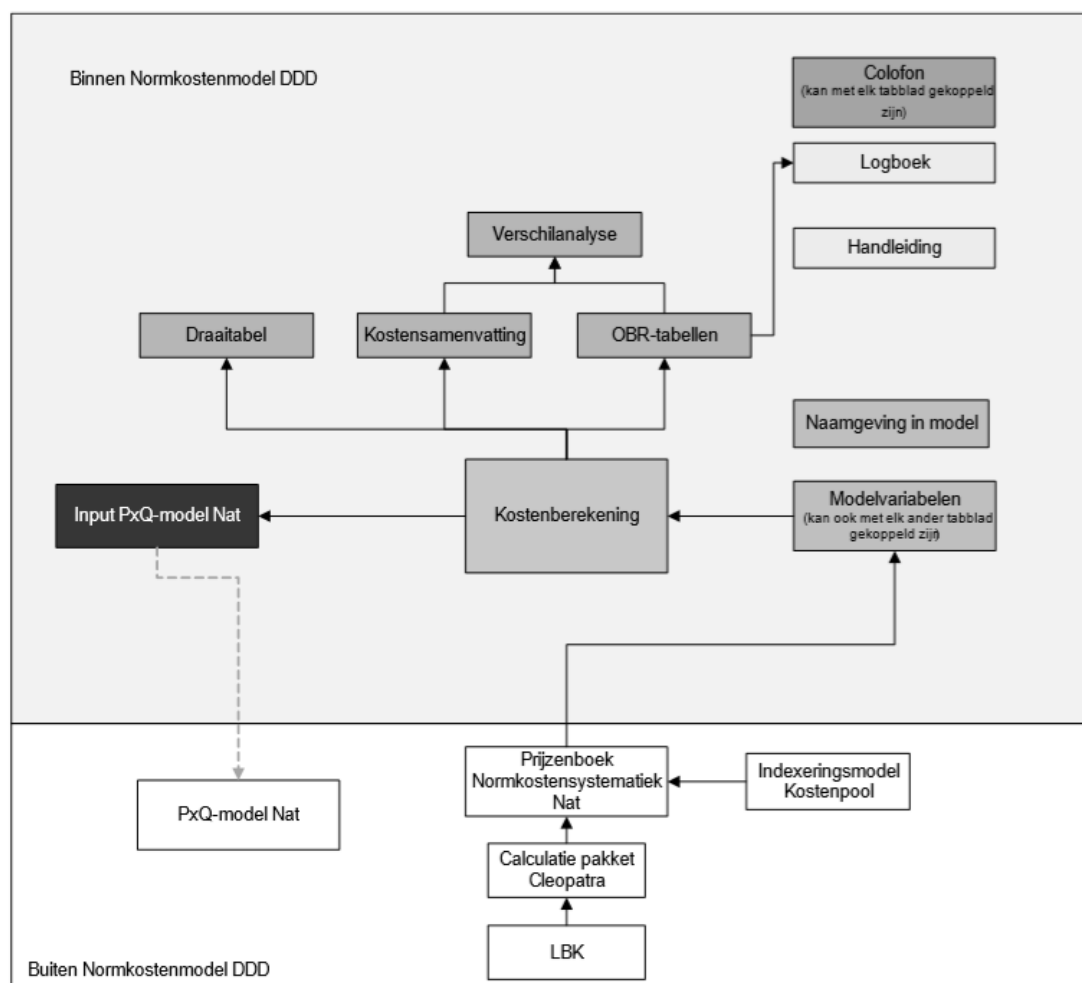 Binnen Normkostenmodel DDD
Colofon
(kan met elk tabblad gekoppeld
zijn)
Logboek
Verschilanalyse
Handleiding
Draaitabel
Kostensamenvatting
OBR-tabellen
Naamgeving in model
Input PxQ-model Nat
Kostenberekening
Modelvariabelen
(kan ook met elk ander tabblad
gekoppeld zijn)
Prijzenboek
Normkostensystematiek
Nat
Indexeringsmodel
Kostenpool
PxQ-model Nat
Calculatie pakket
Cleopatra
LBK
Buiten Normkostenmodel DDD